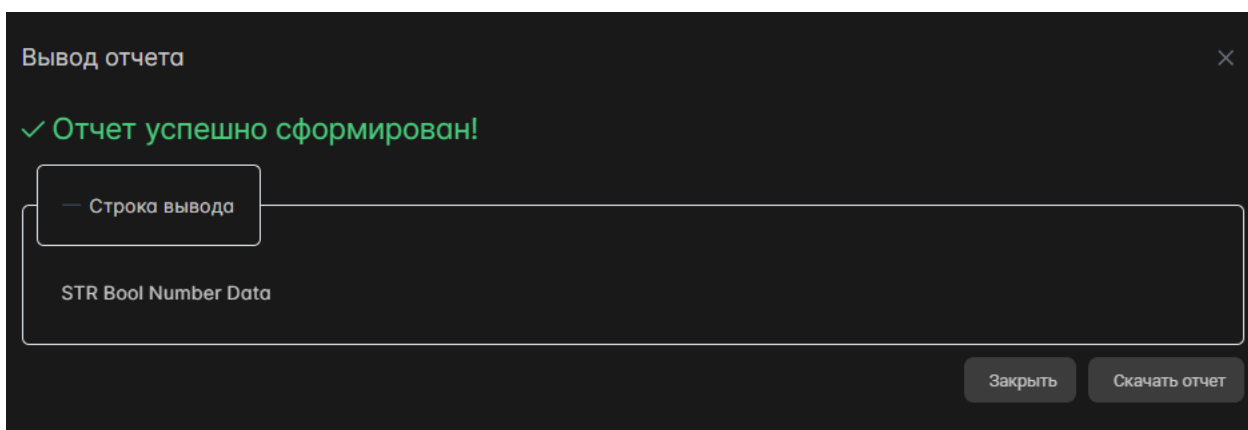 Вывод отчета
Отчет успешно сформирован!
Строка вывода
STR Bool Number Data
Закрыть Скачать отчет